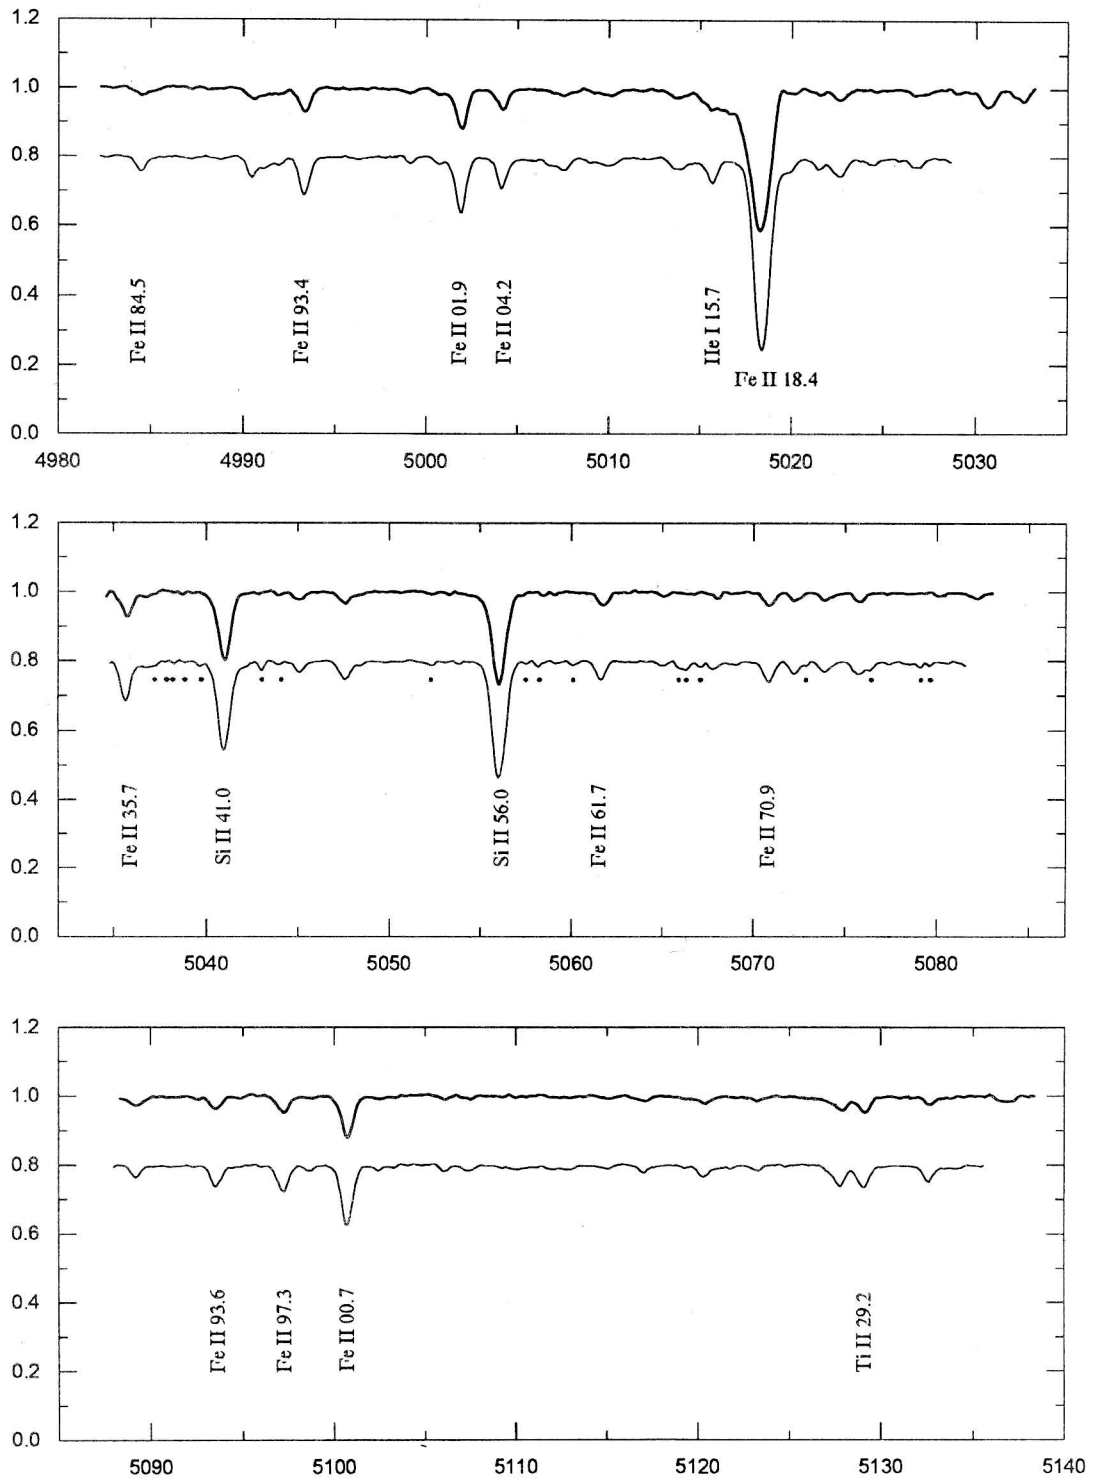 1.2
1.0
0.8
0.6
0.4
0.2
0.0
Fe II 84.5
Fe II 93.4
Fe II 01.9
Fe II 04.2
He I 15.7
Fe II 18.4
4980 4990 5000 5010 5020 5030
1.2
1.0
0.8
0.6
0.4
0.2
0.0
Fe II 35.7
Si II 41.0
Si II 56.0
Fe II 61.7
Fe II 70.9
5040 5050 5060 5070 5080
1.2
1.0
0.8
0.6
0.4
0.2
0.0
Fe II 93.6
Fe II 97.3
Fe II 00.7
Ti II 29.2
5090 5100 5110 5120 5130 5140